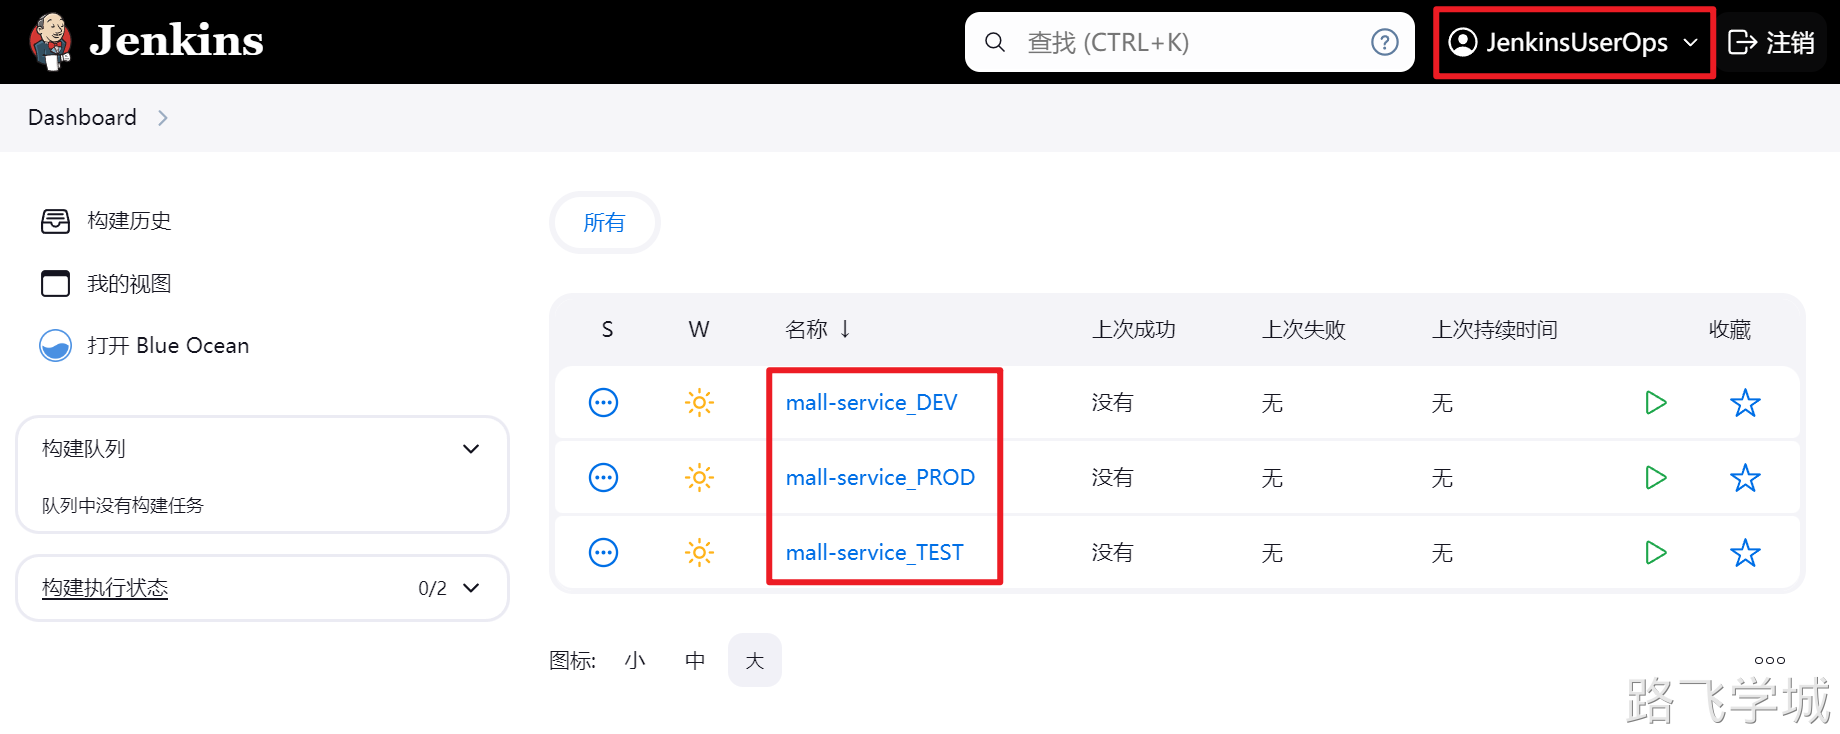 Jenkins
查找 (CTRL+K)
?
JenkinsUserOps
注销
Dashboard
构建历史
我的视图
打开 Blue Ocean
构建队列
队列中没有构建任务
构建执行状态
0/2
所有
S W 名称 ↓ 上次成功 上次失败 上次持续时间 收藏
mall-service_DEV 没有 无 无
mall-service_PROD 没有 无 无
mall-service_TEST 没有 无 无
图标: 小 中 大
路飞学城